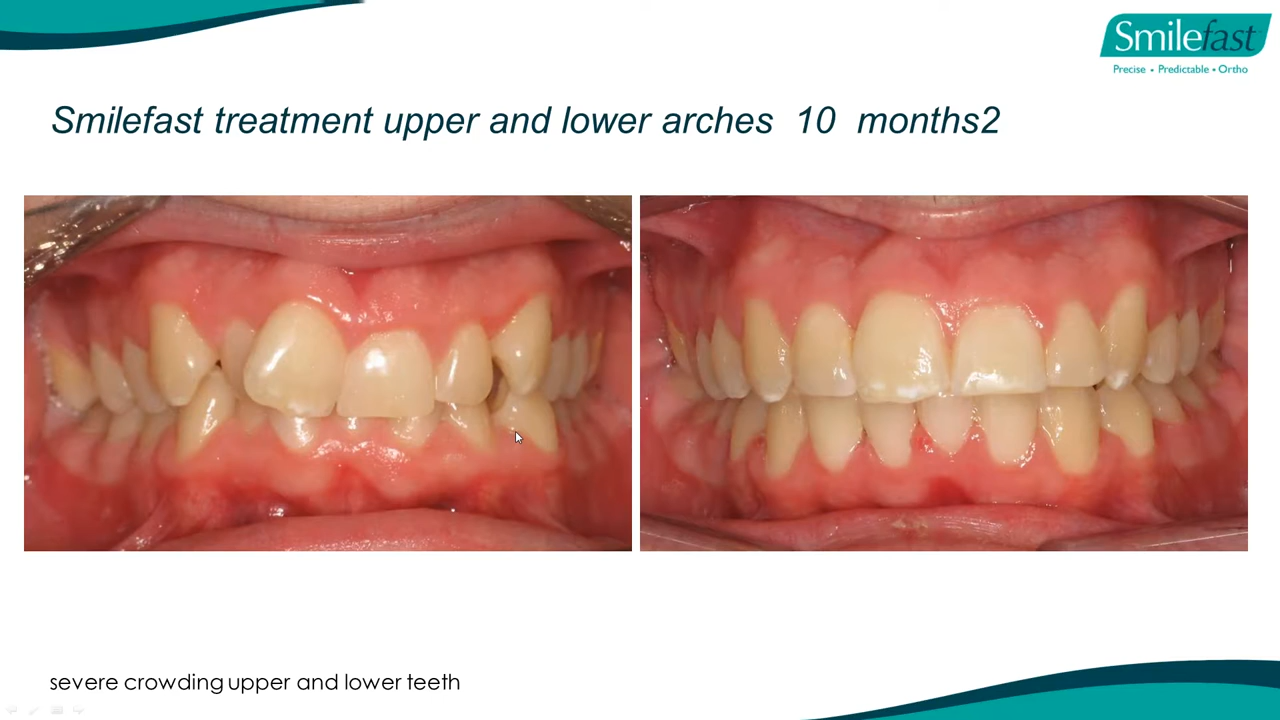 Smilefast
Precise • Predictable • Ortho
Smilefast treatment upper and lower arches 10 months2
severe crowding upper and lower teeth